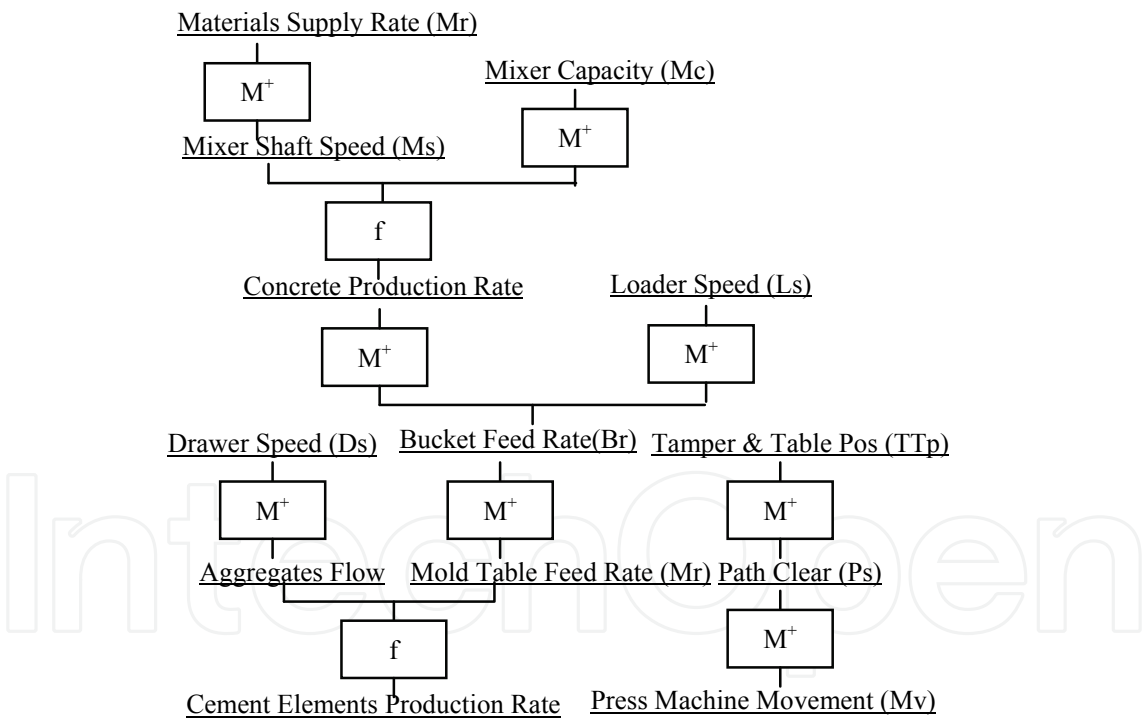 Materials Supply Rate (Mr)
Mixer Capacity (Mc)
M+
M+
Mixer Shaft Speed (Ms)
f
Concrete Production Rate
Loader Speed (Ls)
M+
M+
Drawer Speed (Ds)
Bucket Feed Rate(Br)
Tamper & Table Pos (TTp)
M+
M+
M+
Aggregates Flow
Mold Table Feed Rate (Mr)
Path Clear (Ps)
f
M+
Cement Elements Production Rate
Press Machine Movement (Mv)
IntechOpen